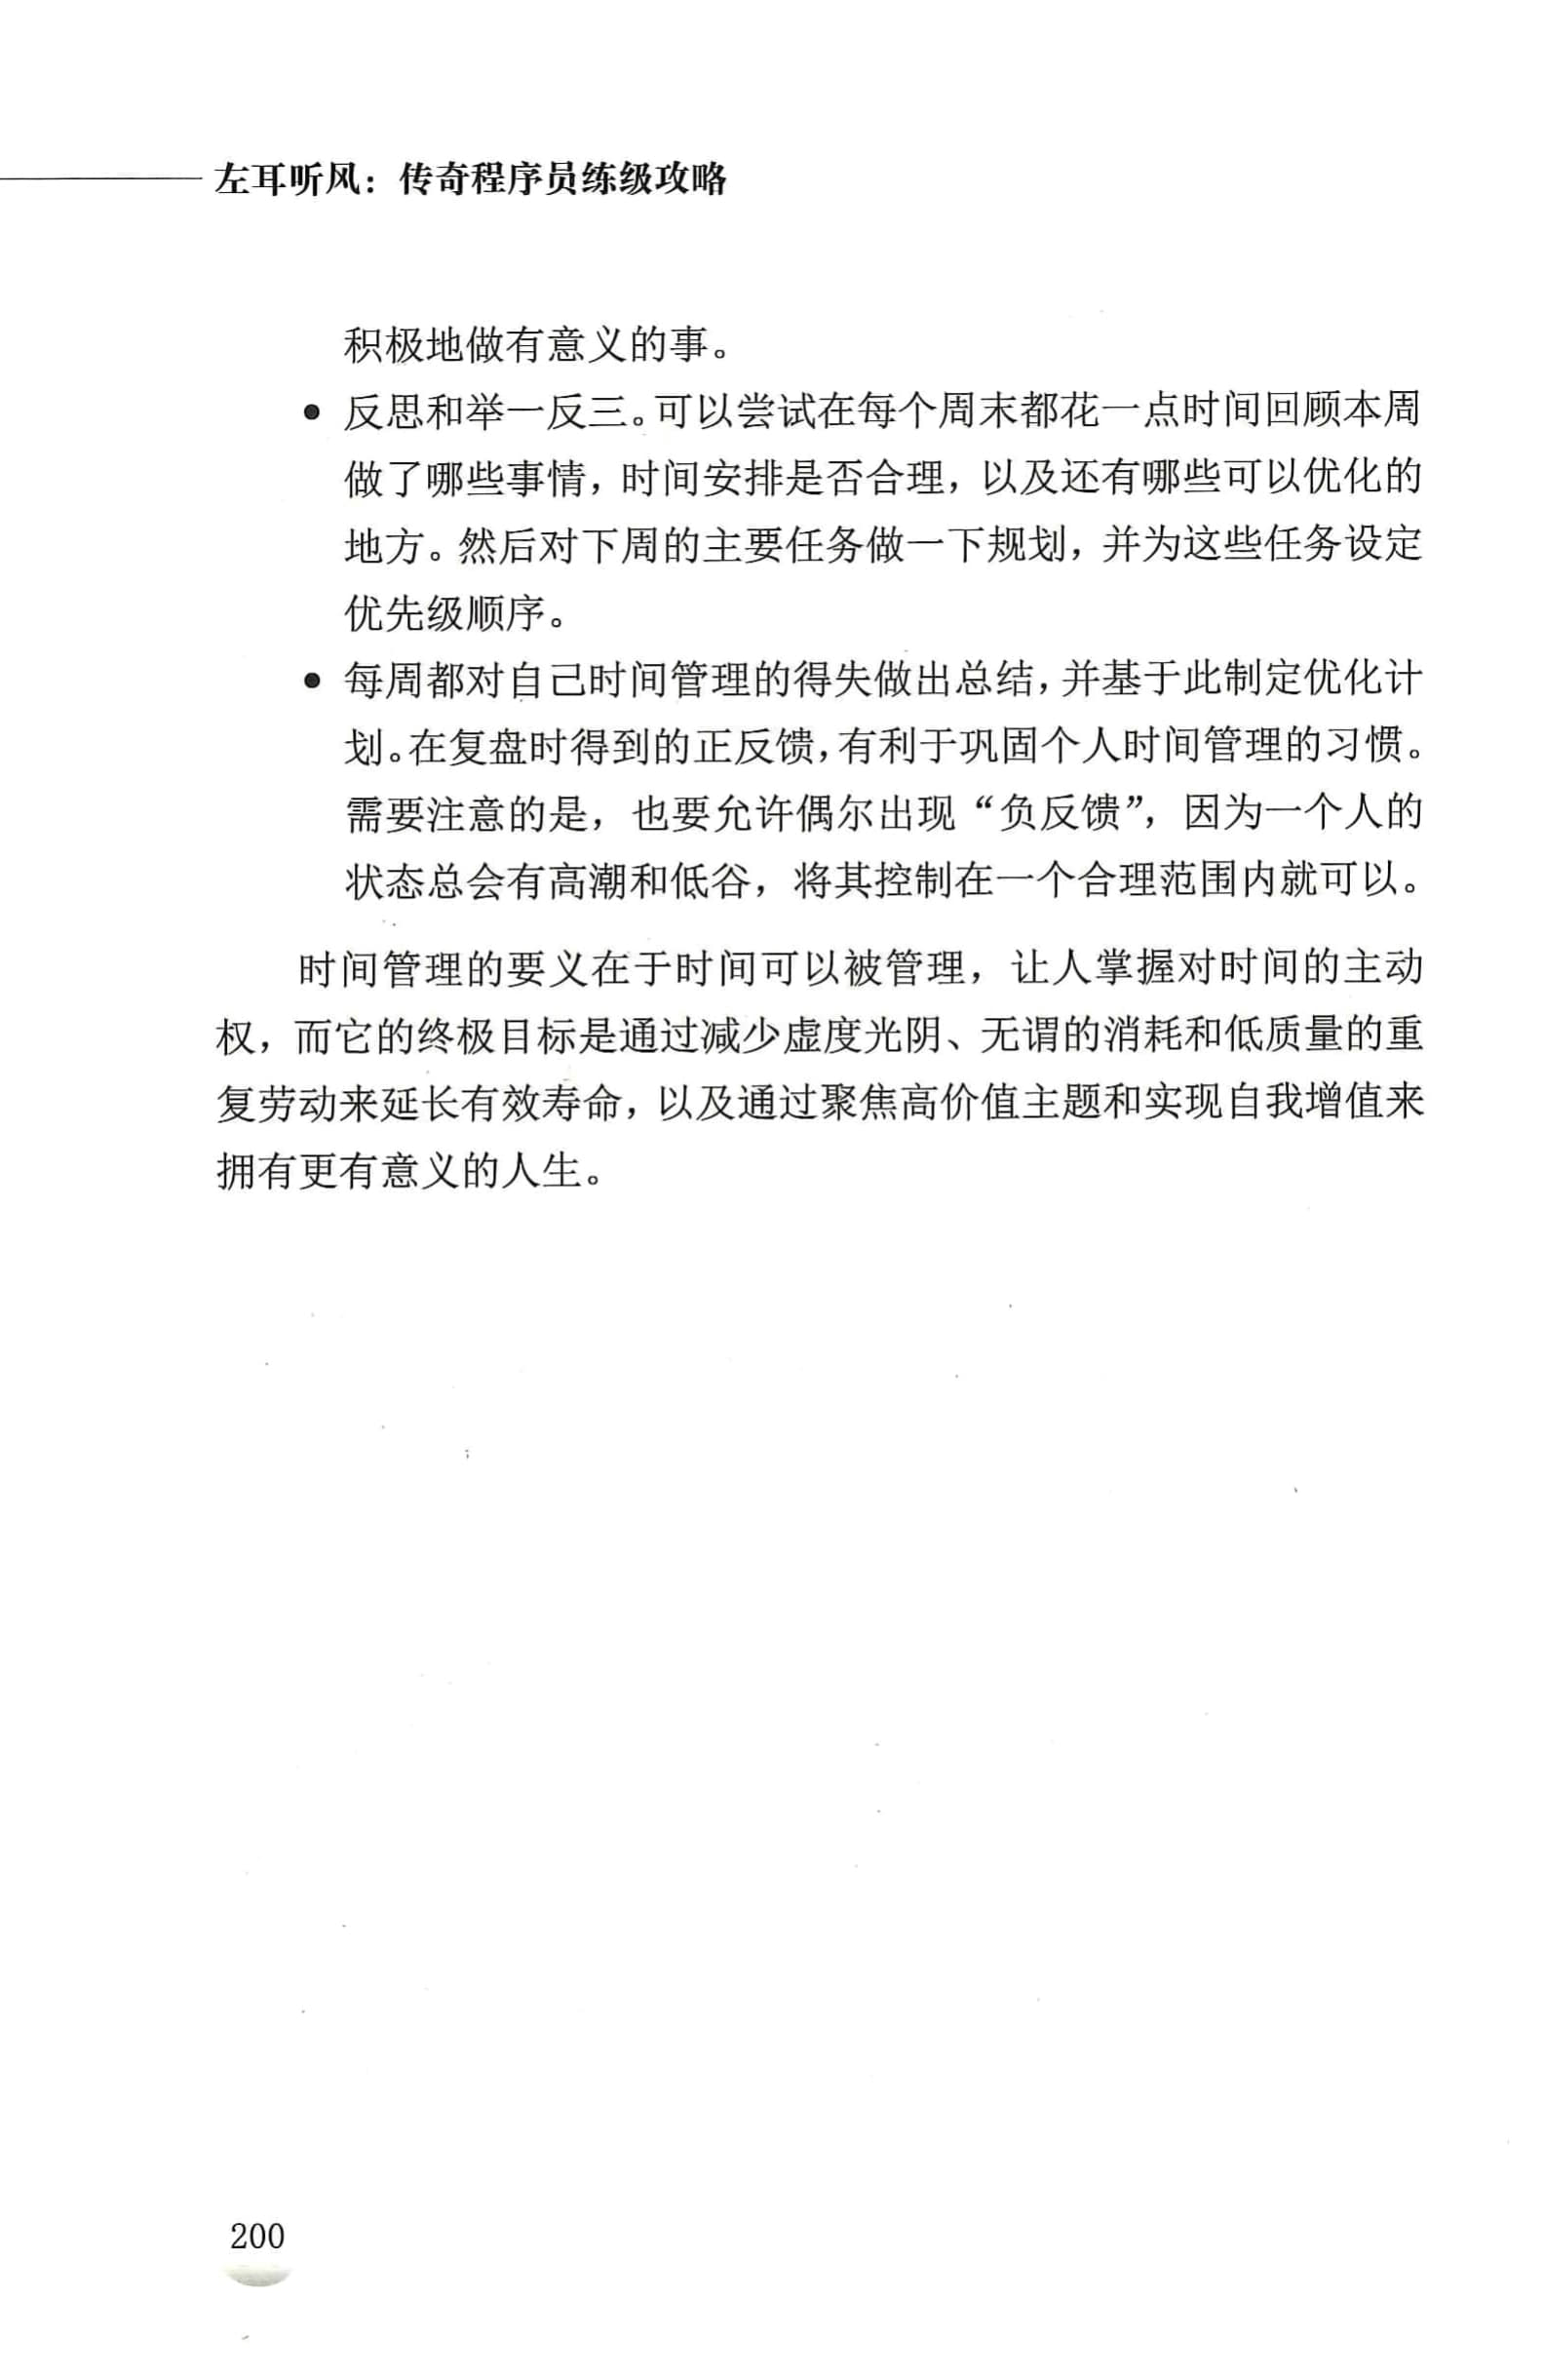 左耳听风：传奇程序员练级攻略
积极地做有意义的事。
● 反思和举一反三。可以尝试在每个周末都花一点时间回顾本周
做了哪些事情，时间安排是否合理，以及还有哪些可以优化的
地方。然后对下周的主要任务做一下规划，并为这些任务设定
优先级顺序。
● 每周都对自己时间管理的得失做出总结，并基于此制定优化计
划。在复盘时得到的正反馈，有利于巩固个人时间管理的习惯。
需要注意的是，也要允许偶尔出现“负反馈”，因为一个人的
状态总会有高潮和低谷，将其控制在一个合理范围内就可以。
时间管理的要义在于时间可以被管理，让人掌握对时间的主动
权，而它的终极目标是通过减少虚度光阴、无谓的消耗和低质量的重
复劳动来延长有效寿命，以及通过聚焦高价值主题和实现自我增值来
拥有更有意义的人生。
200